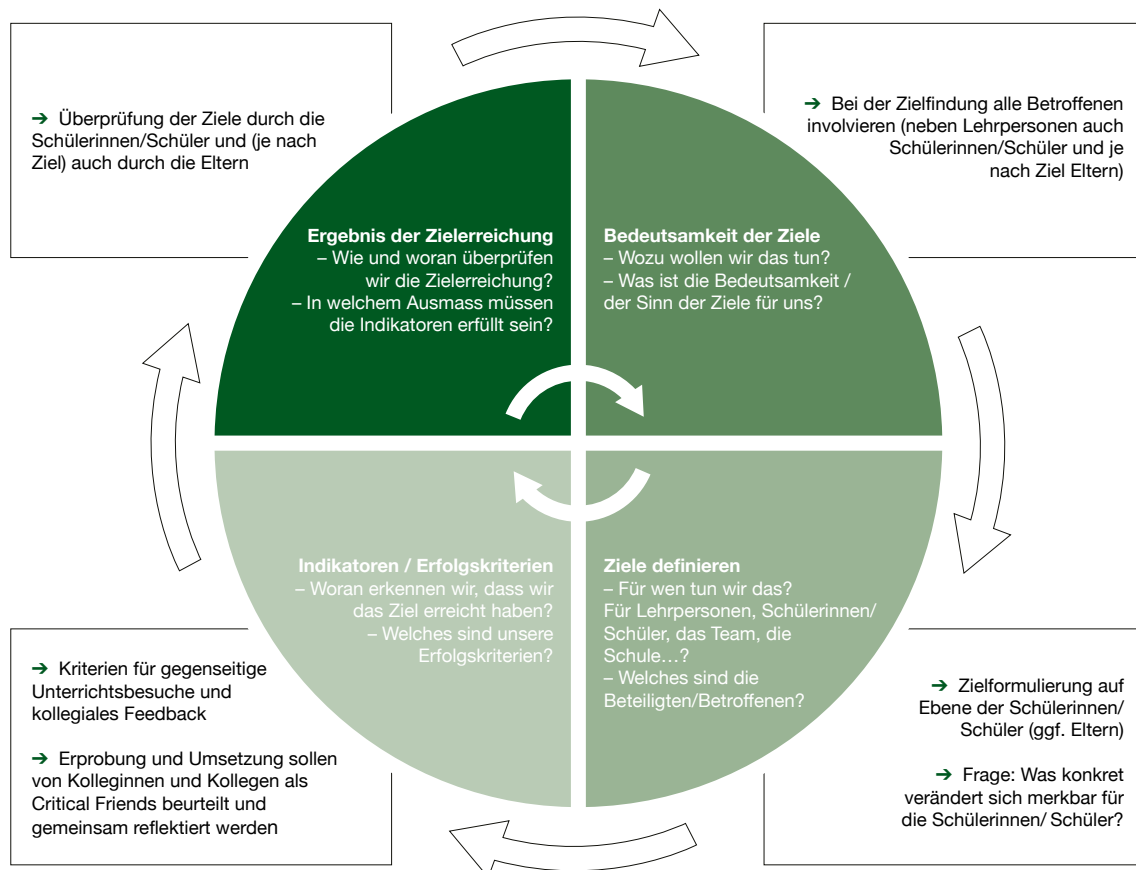 ➔ Überprüfung der Ziele durch die
Schülerinnen/Schüler und (je nach
Ziel) auch durch die Eltern
➔ Bei der Zielfindung alle Betroffenen
involvieren (neben Lehrpersonen auch
Schülerinnen/Schüler und je
nach Ziel Eltern)
Ergebnis der Zielerreichung
– Wie und woran überprüfen
wir die Zielerreichung?
– In welchem Ausmass müssen
die Indikatoren erfüllt sein?
Bedeutsamkeit der Ziele
– Wozu wollen wir das tun?
– Was ist die Bedeutsamkeit /
der Sinn der Ziele für uns?
Indikatoren / Erfolgskriterien
– Woran erkennen wir, dass wir
das Ziel erreicht haben?
– Welches sind unsere
Erfolgskriterien?
Ziele definieren
– Für wen tun wir das?
Für Lehrpersonen, Schülerinnen/
Schüler, das Team, die
Schule…?
– Welches sind die
Beteiligten/Betroffenen?
➔ Kriterien für gegenseitige
Unterrichtsbesuche und
kollegiales Feedback
➔ Erprobung und Umsetzung sollen
von Kolleginnen und Kollegen als
Critical Friends beurteilt und
gemeinsam reflektiert werden
➔ Zielformulierung auf
Ebene der Schülerinnen/
Schüler (ggf. Eltern)
➔ Frage: Was konkret
verändert sich merkbar für
die Schülerinnen/ Schüler?